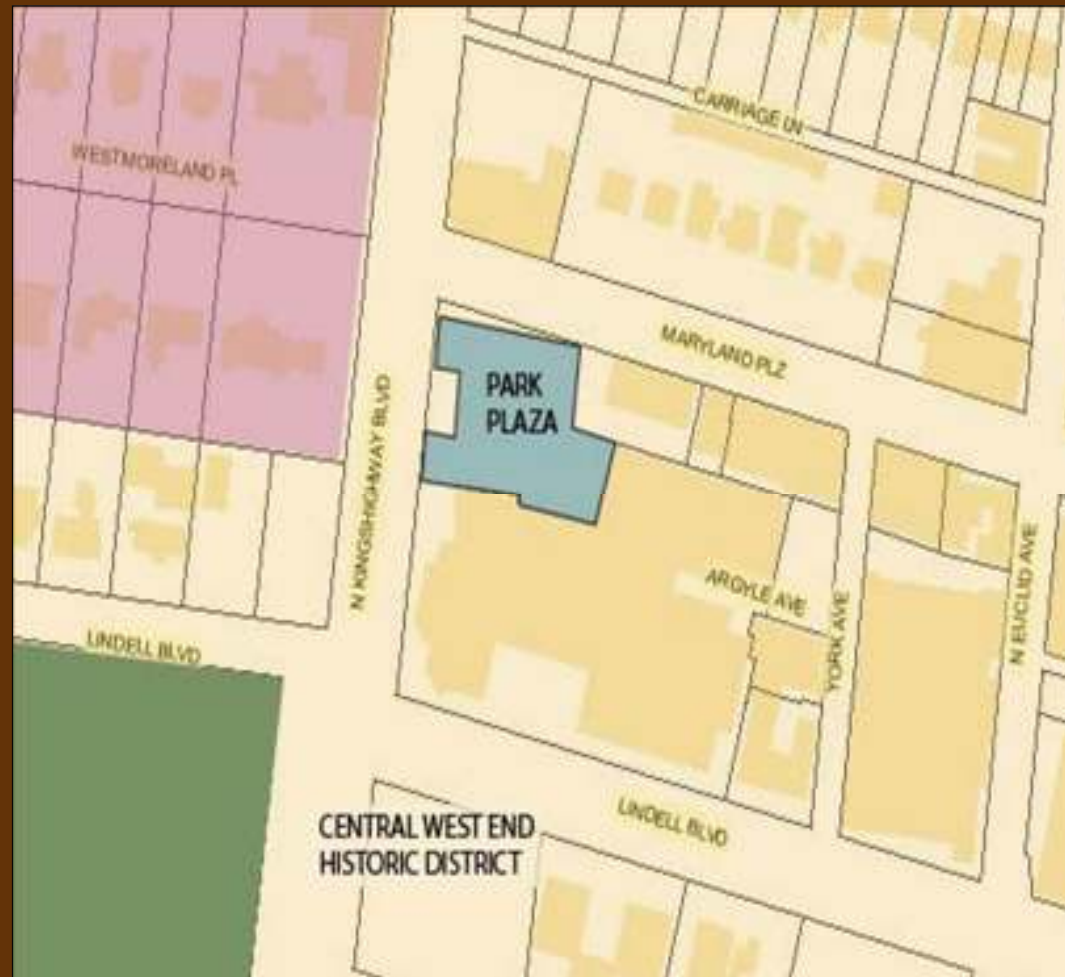 CARRIAGE LN
WESTMORELAND PL
MARYLAND PLZ
PARK
PLAZA
N KINGSHIGHWAY BLVD
ARGYLE AVE
YORK AVE
N EUCLID AVE
LINDELL BLVD
LINDELL BLVD
CENTRAL WEST END
HISTORIC DISTRICT